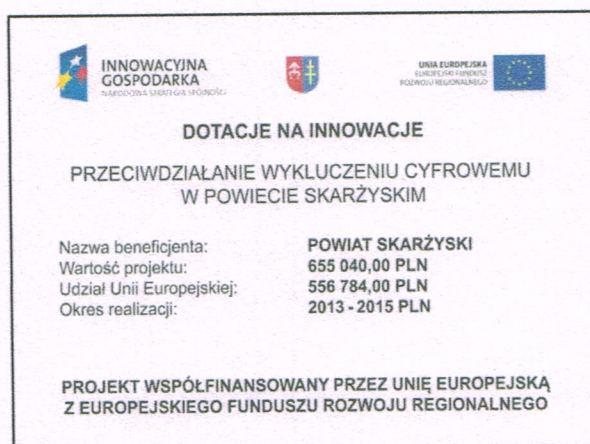 INNOWACYJNA
GOSPODARKA
NARODOWA STRATEGIA SPÓJNOŚCI
UNIA EUROPEJSKA
EUROPEJSKI FUNDUSZ
ROZWOJU REGIONALNEGO
DOTACJE NA INNOWACJE
PRZECIWDZIAŁANIE WYKLUCZENIU CYFROWEMU
W POWIECIE SKARŻYSKIM
Nazwa beneficjenta: POWIAT SKARŻYSKI
Wartość projektu: 655 040,00 PLN
Udział Unii Europejskiej: 556 784,00 PLN
Okres realizacji: 2013 - 2015 PLN
PROJEKT WSPÓŁFINANSOWANY PRZEZ UNIĘ EUROPEJSKĄ
Z EUROPEJSKIEGO FUNDUSZU ROZWOJU REGIONALNEGO